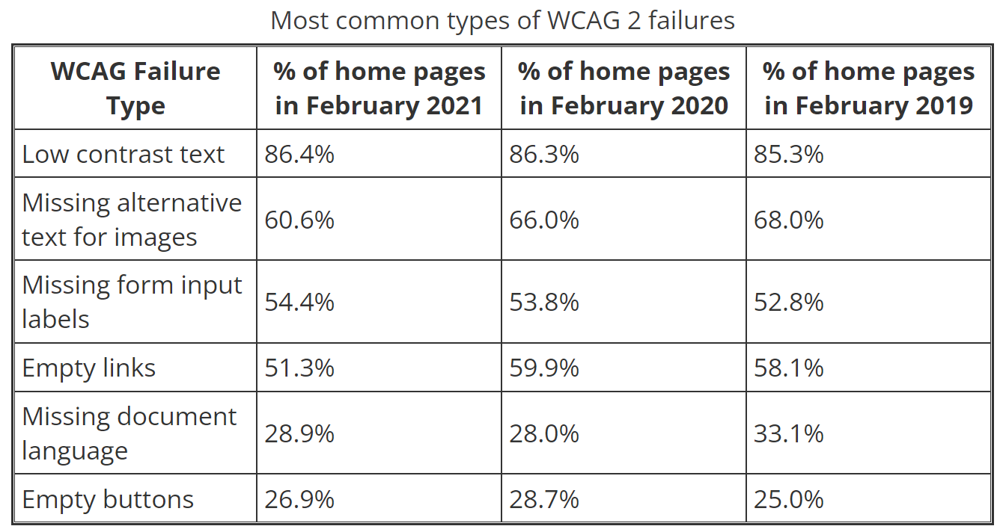 Most common types of WCAG 2 failures
WCAG Failure Type % of home pages in February 2021 % of home pages in February 2020 % of home pages in February 2019
Low contrast text 86.4% 86.3% 85.3%
Missing alternative text for images 60.6% 66.0% 68.0%
Missing form input labels 54.4% 53.8% 52.8%
Empty links 51.3% 59.9% 58.1%
Missing document language 28.9% 28.0% 33.1%
Empty buttons 26.9% 28.7% 25.0%